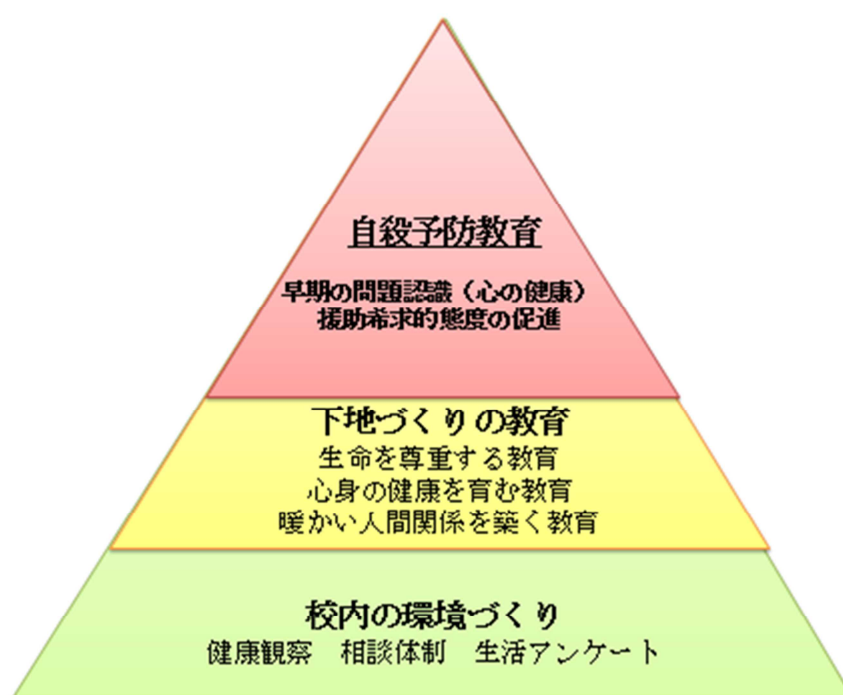 自殺予防教育
早期の問題認識（心の健康）
援助希求的態度の促進
下地づくりの教育
生命を尊重する教育
心身の健康を育む教育
暖かい人間関係を築く教育
校内の環境づくり
健康観察　相談体制　生活アンケート